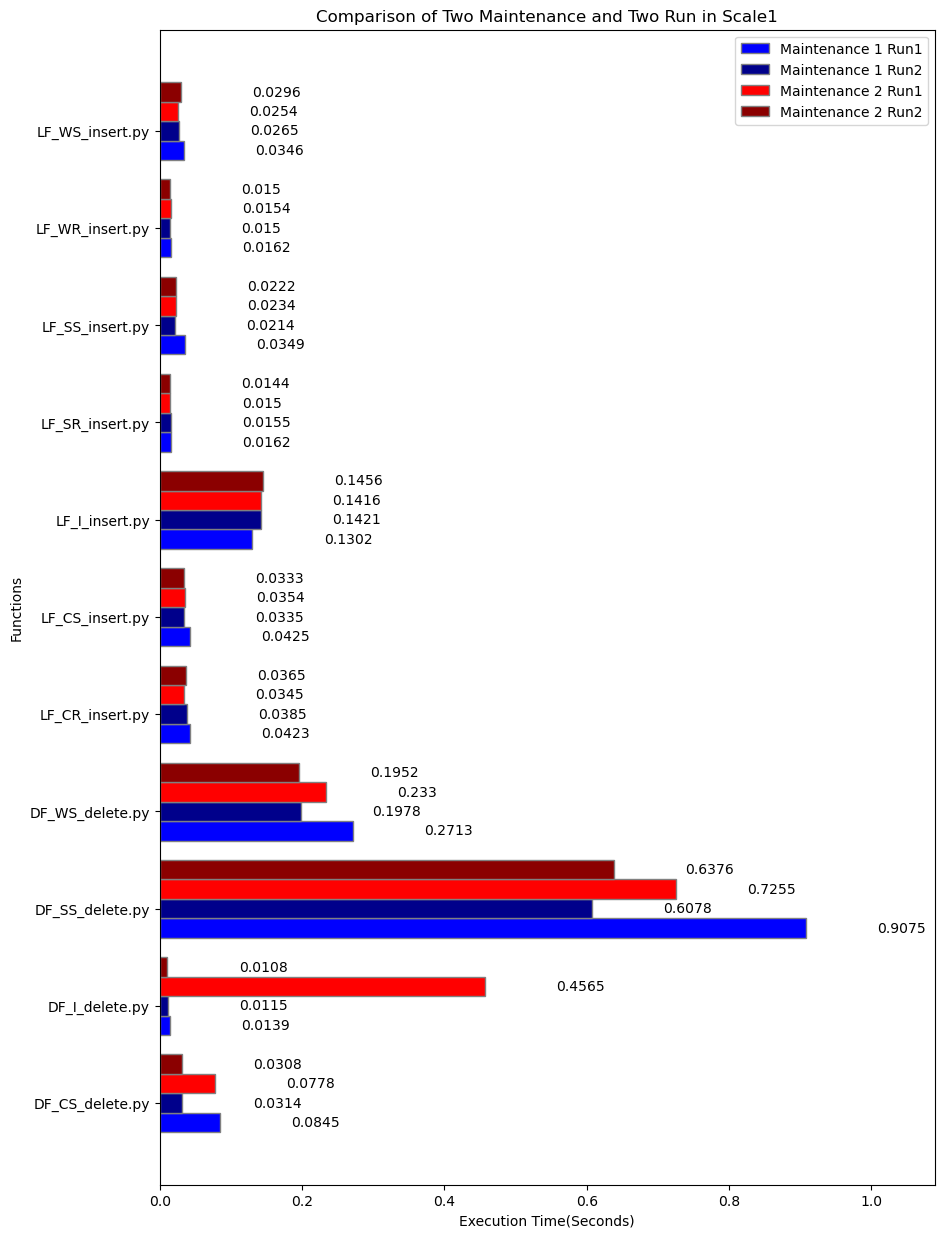 Comparison of Two Maintenance and Two Run in Scale1
Maintenance 1 Run1
Maintenance 1 Run2
Maintenance 2 Run1
Maintenance 2 Run2
Functions
LF_WS_insert.py
0.0296
0.0254
0.0265
0.0346
LF_WR_insert.py
0.015
0.0154
0.015
0.0162
LF_SS_insert.py
0.0222
0.0234
0.0214
0.0349
LF_SR_insert.py
0.0144
0.015
0.0155
0.0162
LF_I_insert.py
0.1456
0.1416
0.1421
0.1302
LF_CS_insert.py
0.0333
0.0354
0.0335
0.0425
LF_CR_insert.py
0.0365
0.0345
0.0385
0.0423
DF_WS_delete.py
0.1952
0.233
0.1978
0.2713
DF_SS_delete.py
0.6376
0.7255
0.6078
0.9075
DF_I_delete.py
0.0108
0.4565
0.0115
0.0139
DF_CS_delete.py
0.0308
0.0778
0.0314
0.0845
0.0 0.2 0.4 0.6 0.8 1.0
Execution Time(Seconds)